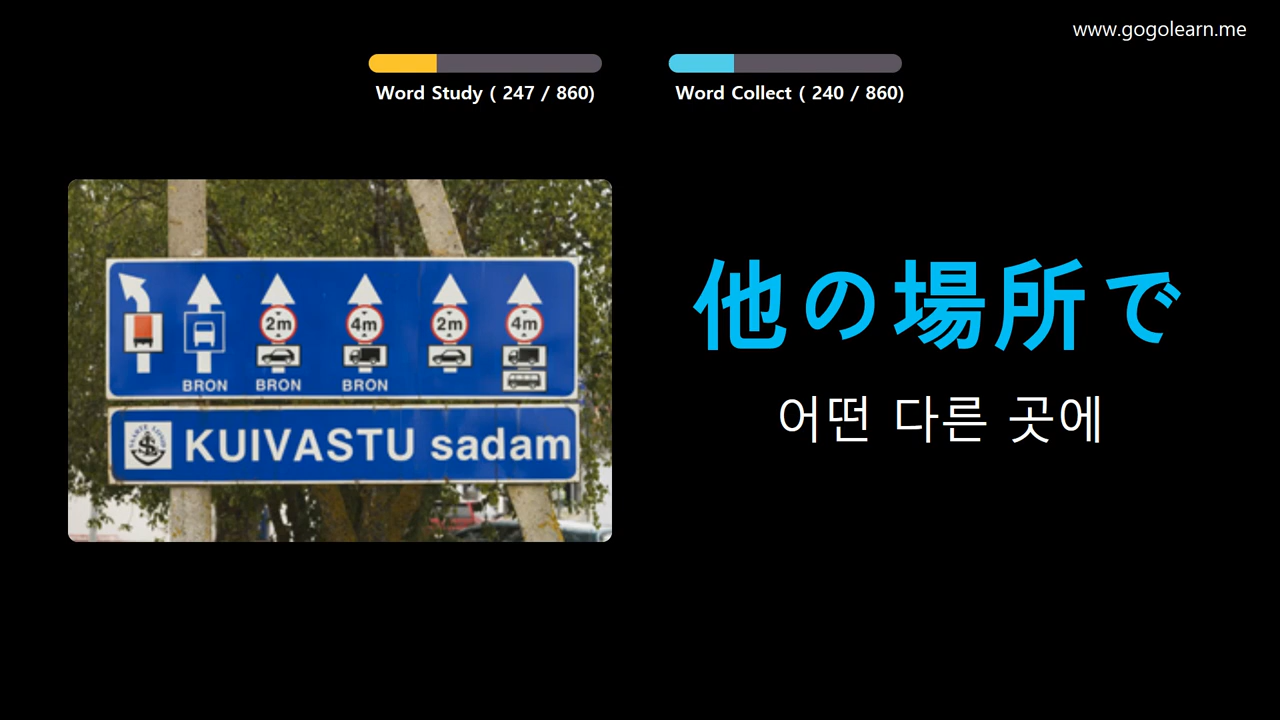 www.gogolearn.me
Word Study ( 247 / 860)
Word Collect ( 240 / 860)
2m
4m
2m
4m
BRON
BRON
BRON
KUIVASTU sadam
他の場所で
어떤 다른 곳에